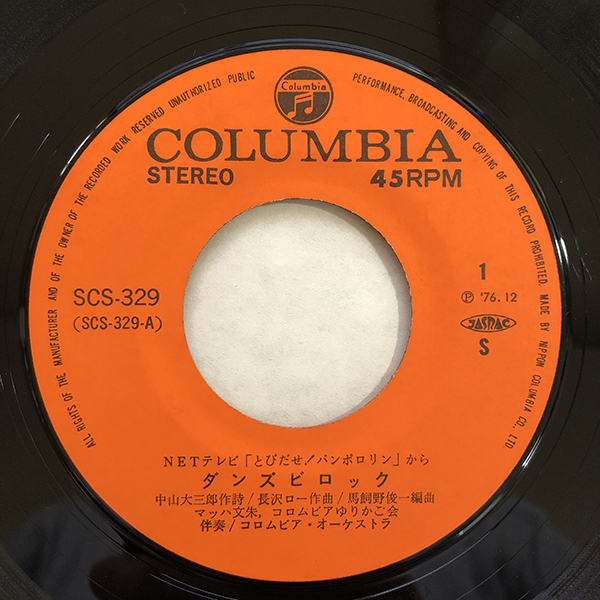 ALL RIGHTS OF THE MANUFACTURER AND OF THE OWNER OF THE RECORDED WORK RESERVED UNAUTHORIZED PUBLIC PERFORMANCE, BROADCASTING AND COPYING OF THIS RECORD PROHIBITED. MADE BY NIPPON COLUMBIA CO., LTD
Columbia
COLUMBIA
STEREO 45RPM
SCS-329
(SCS-329-A)
1
Ⓟ '76.12
JASRAC
S
NETテレビ「とびだせ!パンポロリン」から
ダンズビロック
中山大三郎作詩/長沢ロー作曲/馬飼野俊一編曲
マッハ文朱,コロムビアゆりかご会
伴奏/コロムビア・オーケストラ